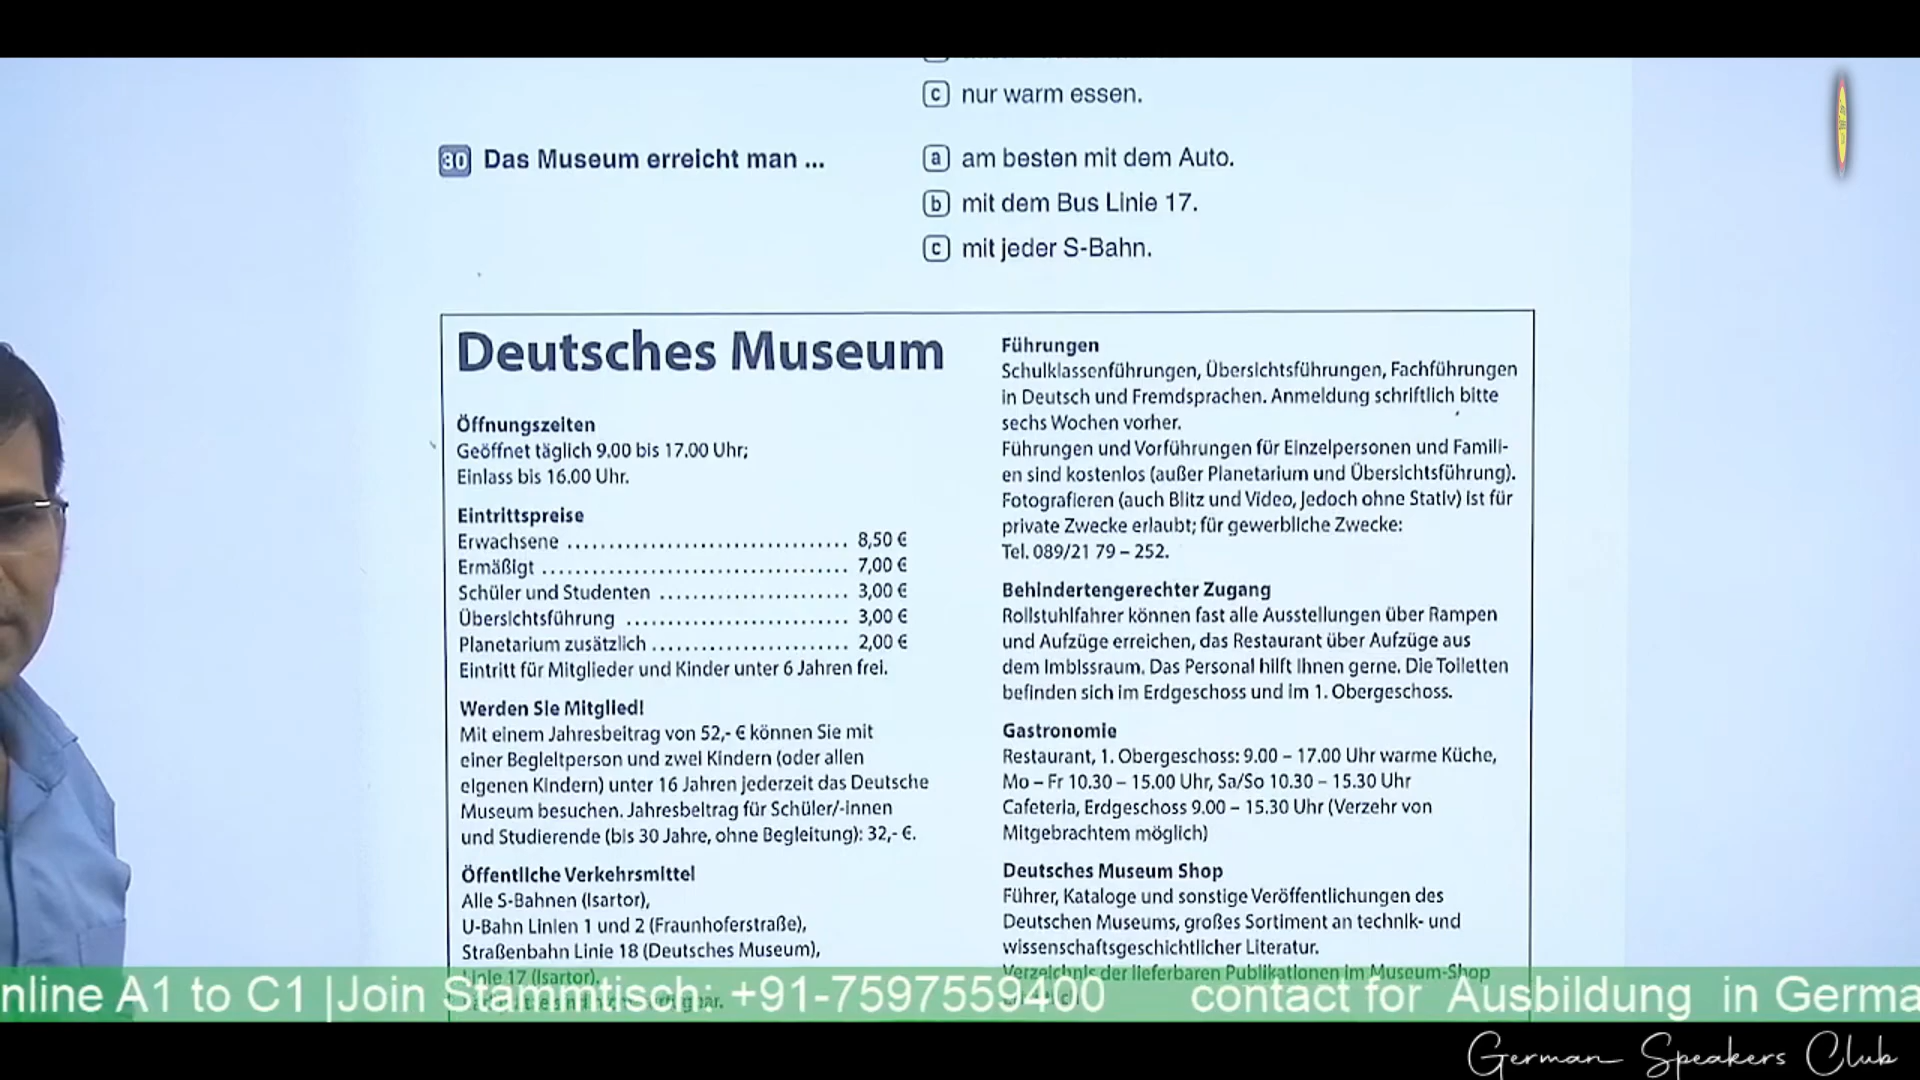 c nur warm essen.
30 Das Museum erreicht man ...
a am besten mit dem Auto.
b mit dem Bus Linie 17.
c mit jeder S-Bahn.
Deutsches Museum
Öffnungszeiten
Geöffnet täglich 9.00 bis 17.00 Uhr;
Einlass bis 16.00 Uhr.
Eintrittspreise
Erwachsene .................................. 8,50 €
Ermäßigt ..................................... 7,00 €
Schüler und Studenten ....................... 3,00 €
Übersichtsführung ........................... 3,00 €
Planetarium zusätzlich ........................ 2,00 €
Eintritt für Mitglieder und Kinder unter 6 Jahren frei.
Werden Sie Mitglied!
Mit einem Jahresbeitrag von 52,- € können Sie mit
einer Begleitperson und zwei Kindern (oder allen
eigenen Kindern) unter 16 Jahren jederzeit das Deutsche
Museum besuchen. Jahresbeitrag für Schüler/-innen
und Studierende (bis 30 Jahre, ohne Begleitung): 32,- €.
Öffentliche Verkehrsmittel
Alle S-Bahnen (Isartor),
U-Bahn Linien 1 und 2 (Fraunhoferstraße),
Straßenbahn Linie 18 (Deutsches Museum),
Linie 17 (Isartor).
Führungen
Schulklassenführungen, Übersichtsführungen, Fachführungen
in Deutsch und Fremdsprachen. Anmeldung schriftlich bitte
sechs Wochen vorher.
Führungen und Vorführungen für Einzelpersonen und Famili-
en sind kostenlos (außer Planetarium und Übersichtsführung).
Fotografieren (auch Blitz und Video, jedoch ohne Stativ) ist für
private Zwecke erlaubt; für gewerbliche Zwecke:
Tel. 089/21 79 – 252.
Behindertengerechter Zugang
Rollstuhlfahrer können fast alle Ausstellungen über Rampen
und Aufzüge erreichen, das Restaurant über Aufzüge aus
dem Imbissraum. Das Personal hilft Ihnen gerne. Die Toiletten
befinden sich im Erdgeschoss und im 1. Obergeschoss.
Gastronomie
Restaurant, 1. Obergeschoss: 9.00 – 17.00 Uhr warme Küche,
Mo – Fr 10.30 – 15.00 Uhr, Sa/So 10.30 – 15.30 Uhr
Cafeteria, Erdgeschoss 9.00 – 15.30 Uhr (Verzehr von
Mitgebrachtem möglich)
Deutsches Museum Shop
Führer, Kataloge und sonstige Veröffentlichungen des
Deutschen Museums, großes Sortiment an technik- und
wissenschaftsgeschichtlicher Literatur.
Verzeichnis der lieferbaren Publikationen im Museum-Shop
nline A1 to C1 |Join Stammtisch: +91-7597559400 contact for Ausbildung in Germa
German Speakers Club